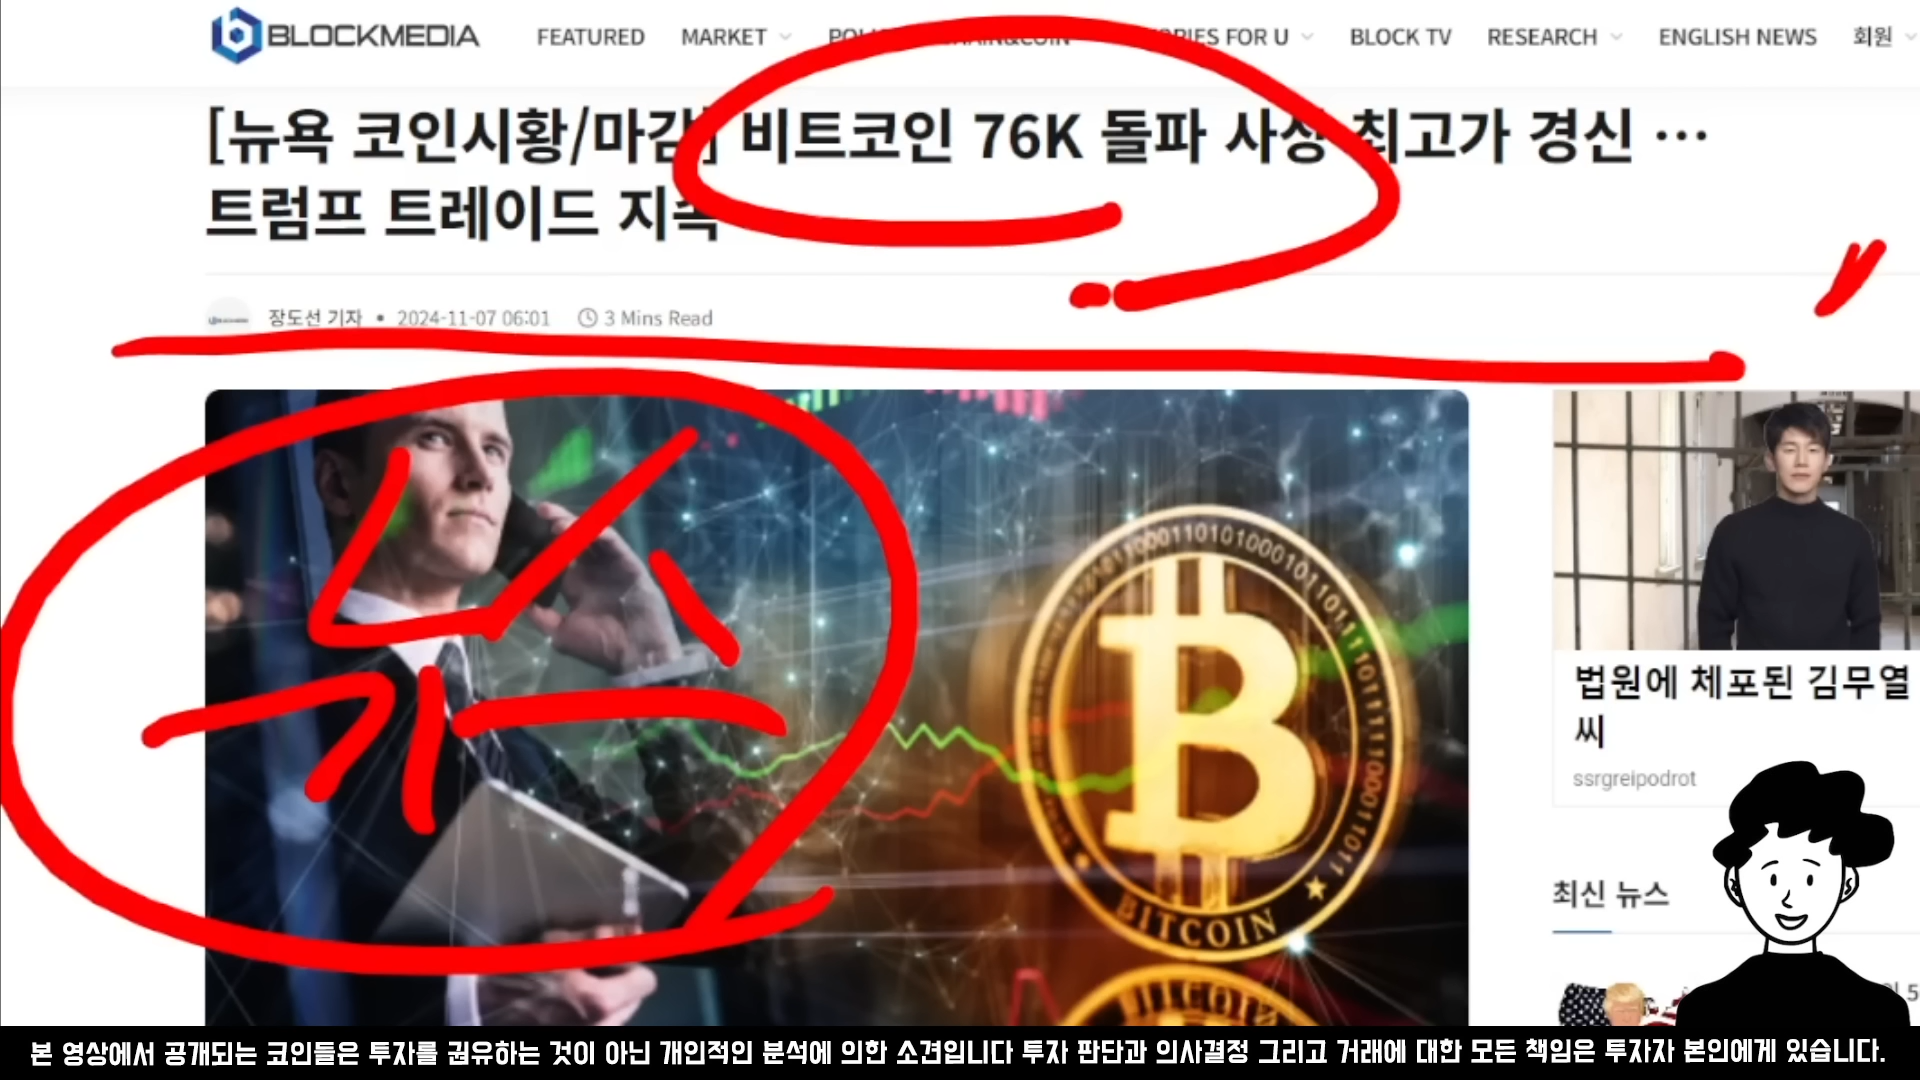 BLOCKMEDIA FEATURED MARKET STORIES FOR U BLOCK TV RESEARCH ENGLISH NEWS 회원
[뉴욕 코인시황/마감] 비트코인 76K 돌파 사상 최고가 경신 …
트럼프 트레이드 지속
장도선 기자 • 2024-11-07 06:01 3 Mins Read
뉴스
BITCOIN
법원에 체포된 김무열
씨
ssrgreipodrot
최신 뉴스
본 영상에서 공개되는 코인들은 투자를 권유하는 것이 아닌 개인적인 분석에 의한 소견입니다 투자 판단과 의사결정 그리고 거래에 대한 모든 책임은 투자자 본인에게 있습니다.